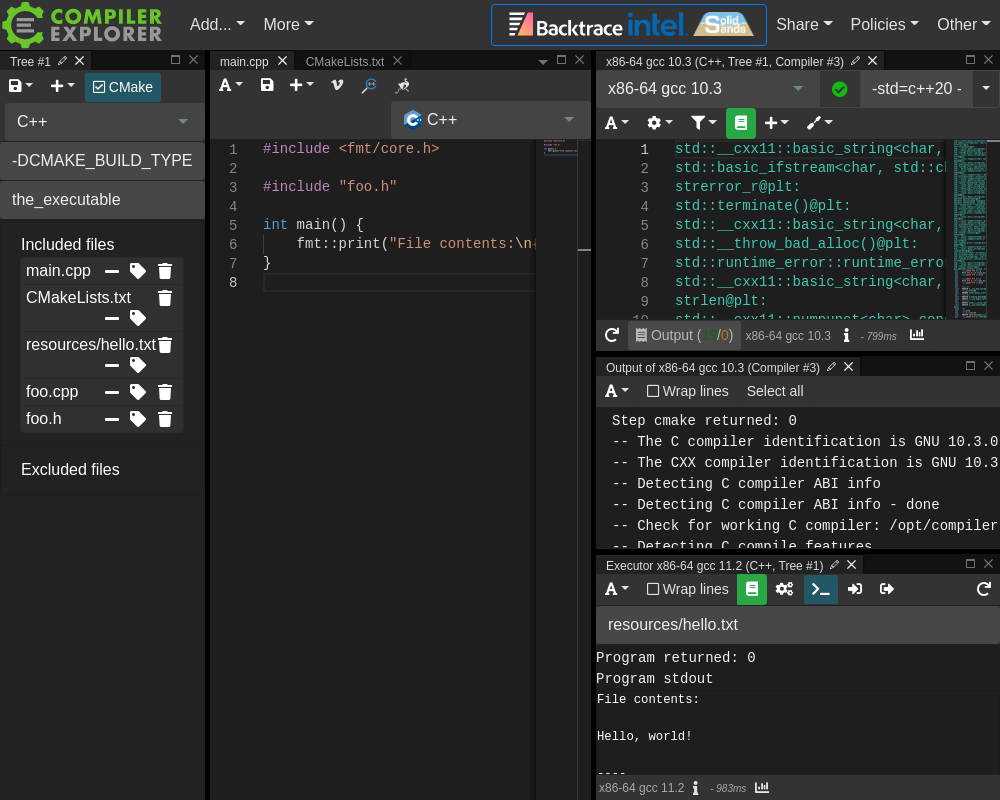 COMPILER EXPLORER
Add...
More
Backtrace
intel
Solid Sands
Share
Policies
Other
Tree #1
CMake
C++
-DCMAKE_BUILD_TYPE
the_executable
Included files
main.cpp
CMakeLists.txt
resources/hello.txt
foo.cpp
foo.h
Excluded files
main.cpp
CMakeLists.txt
A
C++
1 #include <fmt/core.h>
2
3 #include "foo.h"
4
5 int main() {
6 fmt::print("File contents:\n{
7 }
8
x86-64 gcc 10.3 (C++, Tree #1, Compiler #3)
x86-64 gcc 10.3
-std=c++20 -
A
1 std::__cxx11::basic_string<char,
2 std::basic_ifstream<char, std::c
3 strerror_r@plt:
4 std::terminate()@plt:
5 std::__cxx11::basic_string<char,
6 std::__throw_bad_alloc()@plt:
7 std::runtime_error::runtime_erro
8 std::__cxx11::basic_string<char,
9 strlen@plt:
10 std::__cxx11::numpunct<char>
Output ( /0)
x86-64 gcc 10.3
- 799ms
Output of x86-64 gcc 10.3 (Compiler #3)
A
Wrap lines
Select all
Step cmake returned: 0
-- The C compiler identification is GNU 10.3.0
-- The CXX compiler identification is GNU 10.3
-- Detecting C compiler ABI info
-- Detecting C compiler ABI info - done
-- Check for working C compiler: /opt/compiler
-- Detecting C compile features
Executor x86-64 gcc 11.2 (C++, Tree #1)
A
Wrap lines
resources/hello.txt
Program returned: 0
Program stdout
File contents:
Hello, world!
----
x86-64 gcc 11.2
- 983ms